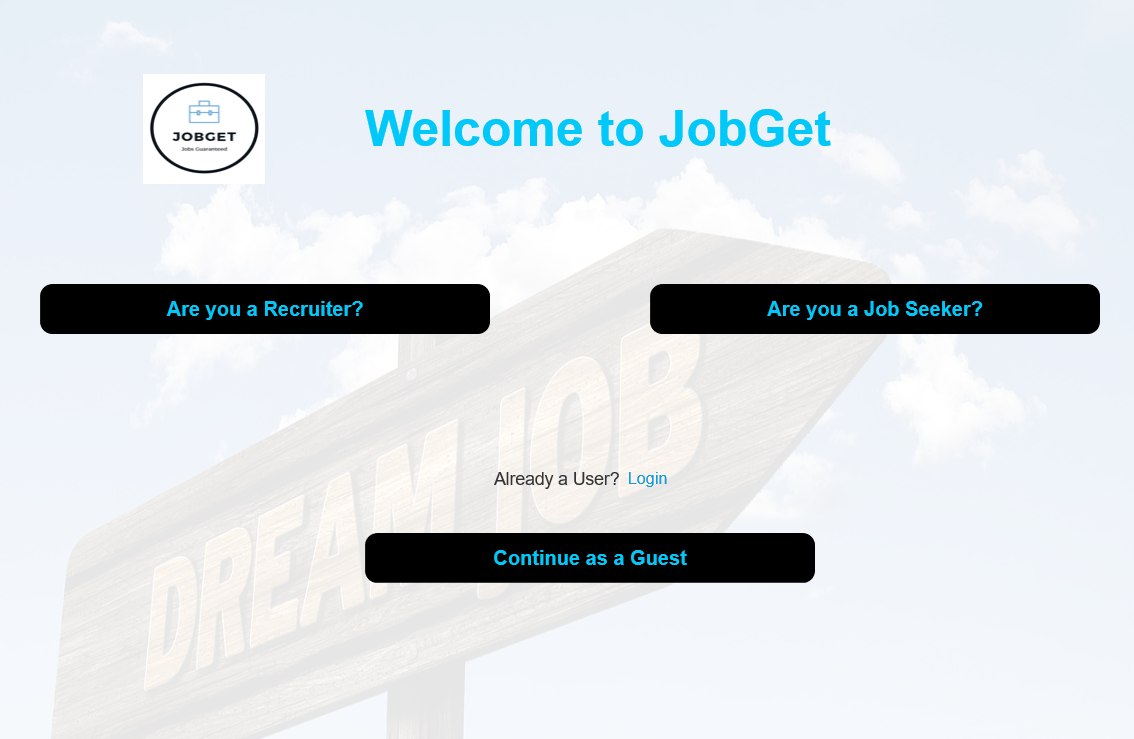 JOBGET
Jobs Guaranteed
Welcome to JobGet
Are you a Recruiter?
Are you a Job Seeker?
DREAM JOB
Already a User? Login
Continue as a Guest